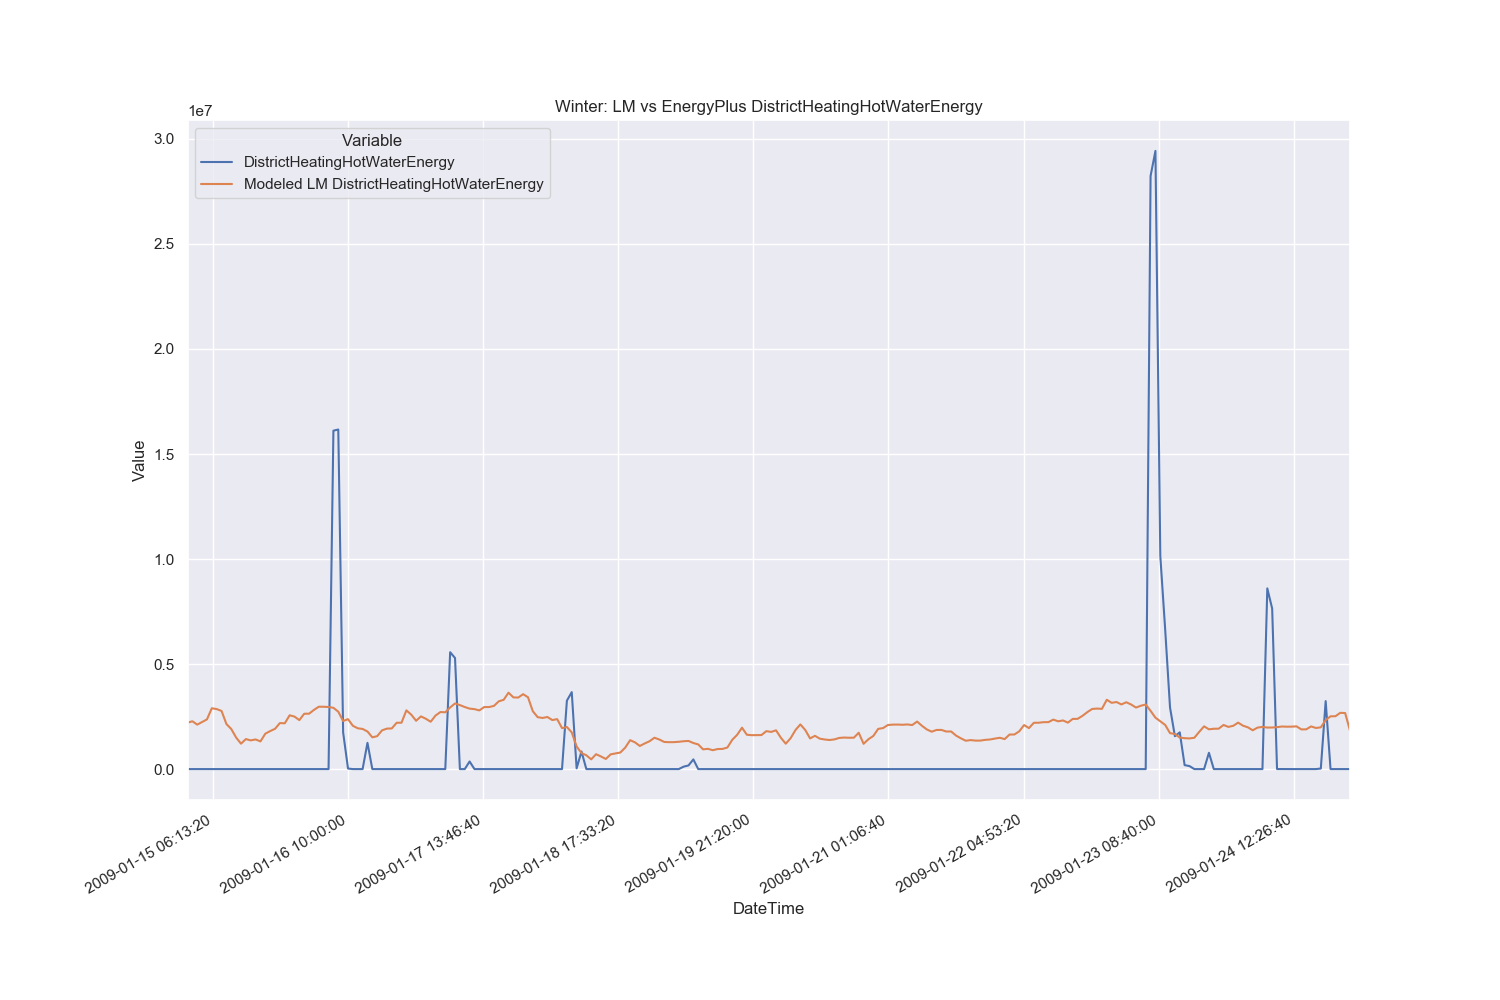 Winter: LM vs EnergyPlus DistrictHeatingHotWaterEnergy
1e7
Variable
DistrictHeatingHotWaterEnergy
Modeled LM DistrictHeatingHotWaterEnergy
3.0
2.5
2.0
1.5
1.0
0.5
0.0
Value
2009-01-15 06:13:20
2009-01-16 10:00:00
2009-01-17 13:46:40
2009-01-18 17:33:20
2009-01-19 21:20:00
2009-01-21 01:06:40
2009-01-22 04:53:20
2009-01-23 08:40:00
2009-01-24 12:26:40
DateTime